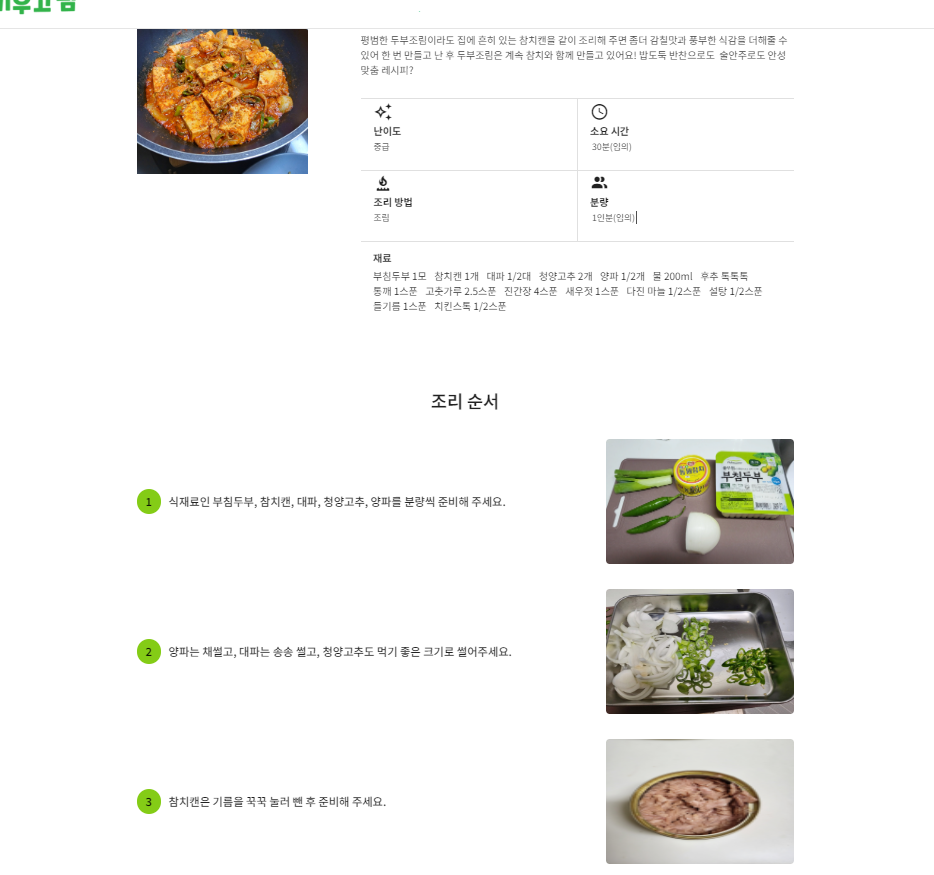 평범한 두부조림이라도 집에 흔히 있는 참치캔을 같이 조리해 주면 좀더 감칠맛과 풍부한 식감을 더해줄 수
있어 한 번 만들고 난 후 두부조림은 계속 참치와 함께 만들고 있어요! 밥도둑 반찬으로도 술안주로도 안성
맞춤 레시피?
난이도
중급
소요 시간
30분(임의)
조리 방법
조림
분량
1인분(임의)
재료
부침두부 1모 참치캔 1개 대파 1/2대 청양고추 2개 양파 1/2개 물 200ml 후추 톡톡톡
통깨 1스푼 고춧가루 2.5스푼 진간장 4스푼 새우젓 1스푼 다진 마늘 1/2스푼 설탕 1/2스푼
들기름 1스푼 치킨스톡 1/2스푼
조리 순서
1 식재료인 부침두부, 참치캔, 대파, 청양고추, 양파를 분량씩 준비해 주세요.
부침두부
2 양파는 채썰고, 대파는 송송 썰고, 청양고추도 먹기 좋은 크기로 썰어주세요.
3 참치캔은 기름을 꾹꾹 눌러 뺀 후 준비해 주세요.